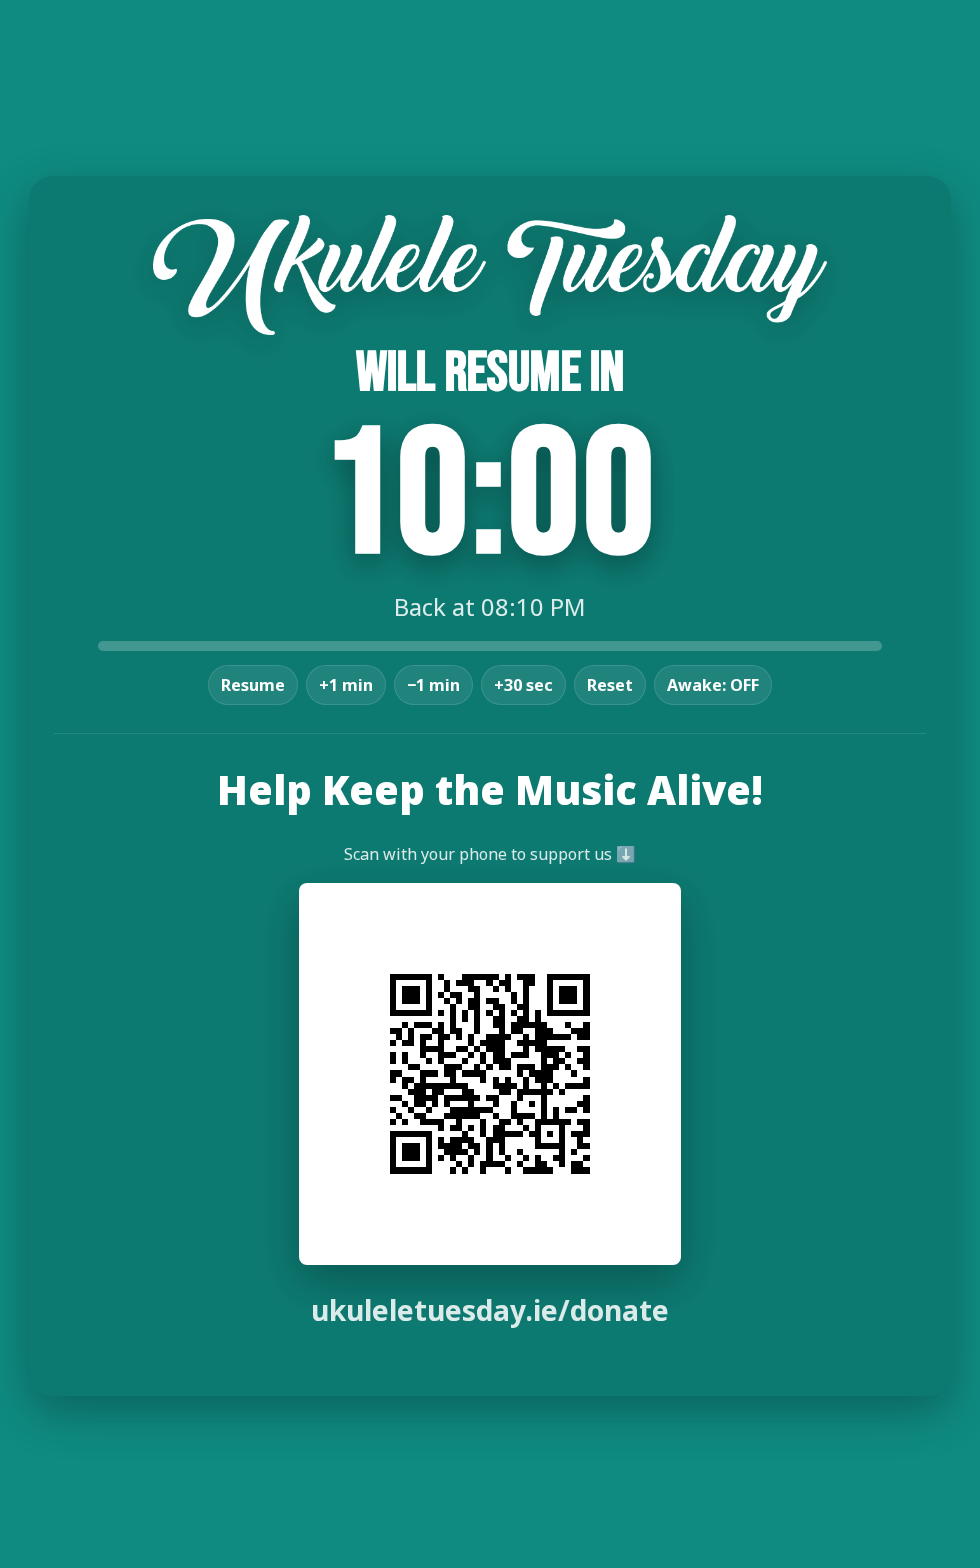 Ukulele Tuesday
WILL RESUME IN
10:00
Back at 08:10 PM
Resume +1 min −1 min +30 sec Reset Awake: OFF
Help Keep the Music Alive!
Scan with your phone to support us ⬇️
ukuleletuesday.ie/donate